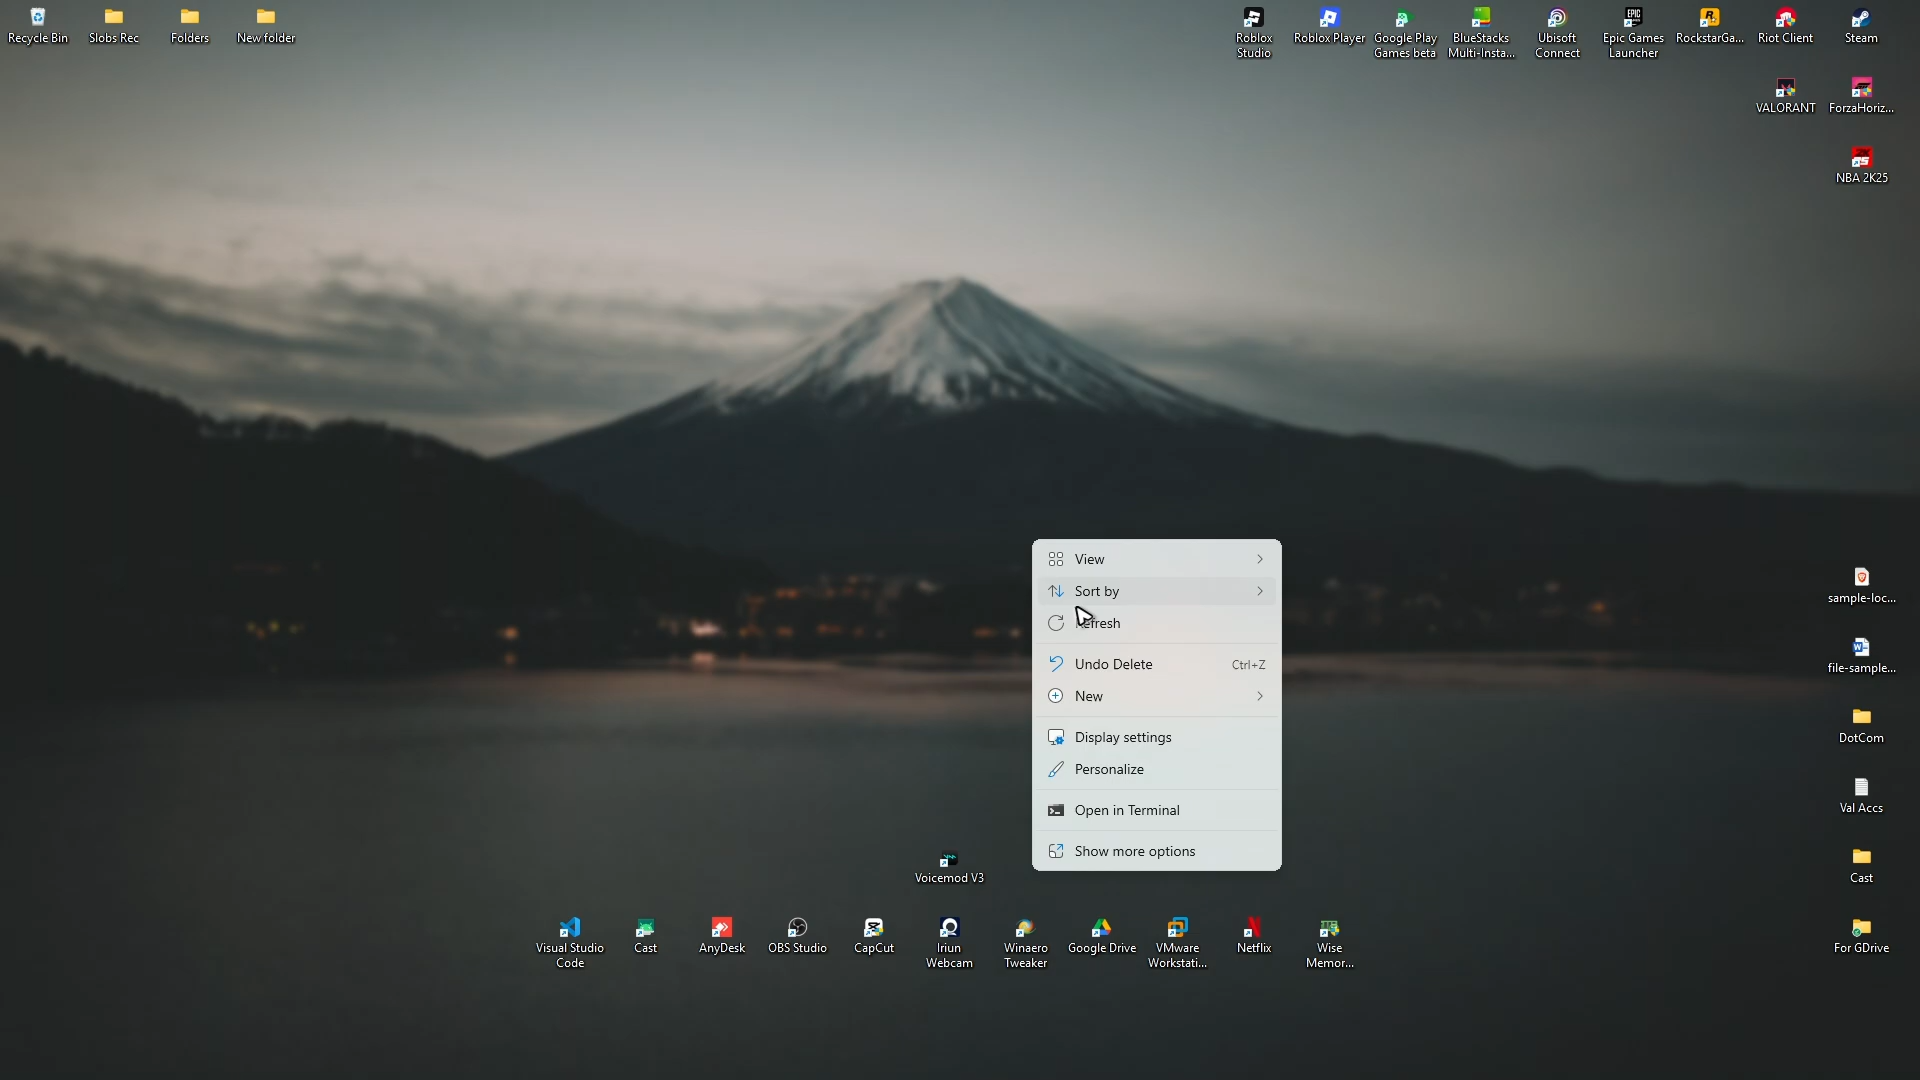 Recycle Bin
Slobs Rec
Folders
New folder
Roblox
Studio
Roblox Player
Google Play
Games beta
BlueStacks
Multi-Insta...
Ubisoft
Connect
Epic Games
Launcher
RockstarGa...
Riot Client
Steam
VALORANT
ForzaHoriz...
NBA 2K25
View
Sort by
Refresh
Undo Delete Ctrl+Z
New
Display settings
Personalize
Open in Terminal
Show more options
sample-loc...
file-sample...
DotCom
Val Accs
Cast
For GDrive
Voicemod V3
Visual Studio
Code
Cast
AnyDesk
OBS Studio
CapCut
Iriun
Webcam
Winaero
Tweaker
Google Drive
VMware
Workstati...
Netflix
Wise
Memor...